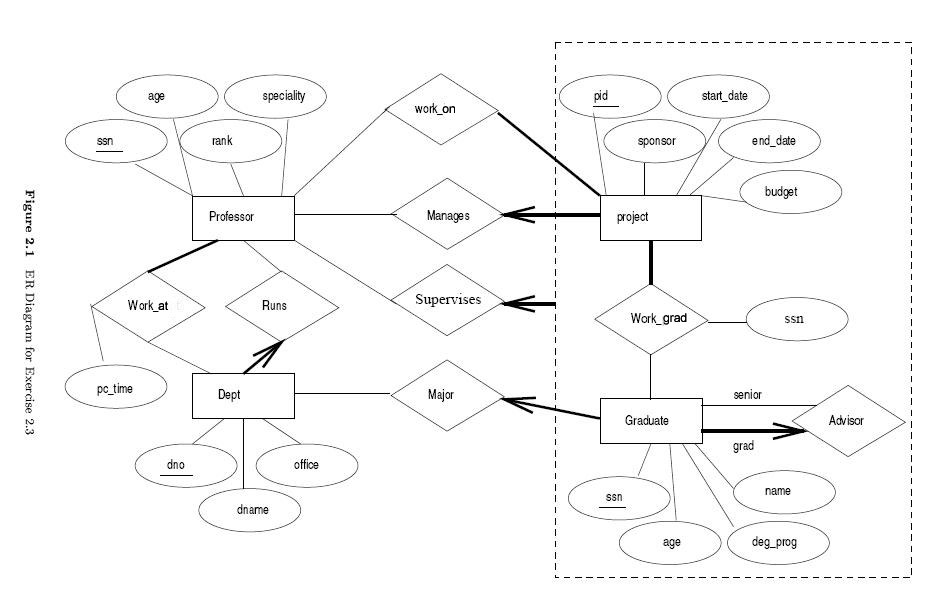 age
speciality
ssn
rank
work_on
pid
start_date
sponsor
end_date
budget
Professor
Manages
project
Work_at
Runs
Supervises
Work_grad
ssn
pc_time
Dept
Major
senior
Graduate
Advisor
grad
dno
office
dname
ssn
name
age
deg_prog
Figure 2.1 ER Diagram for Exercise 2.3